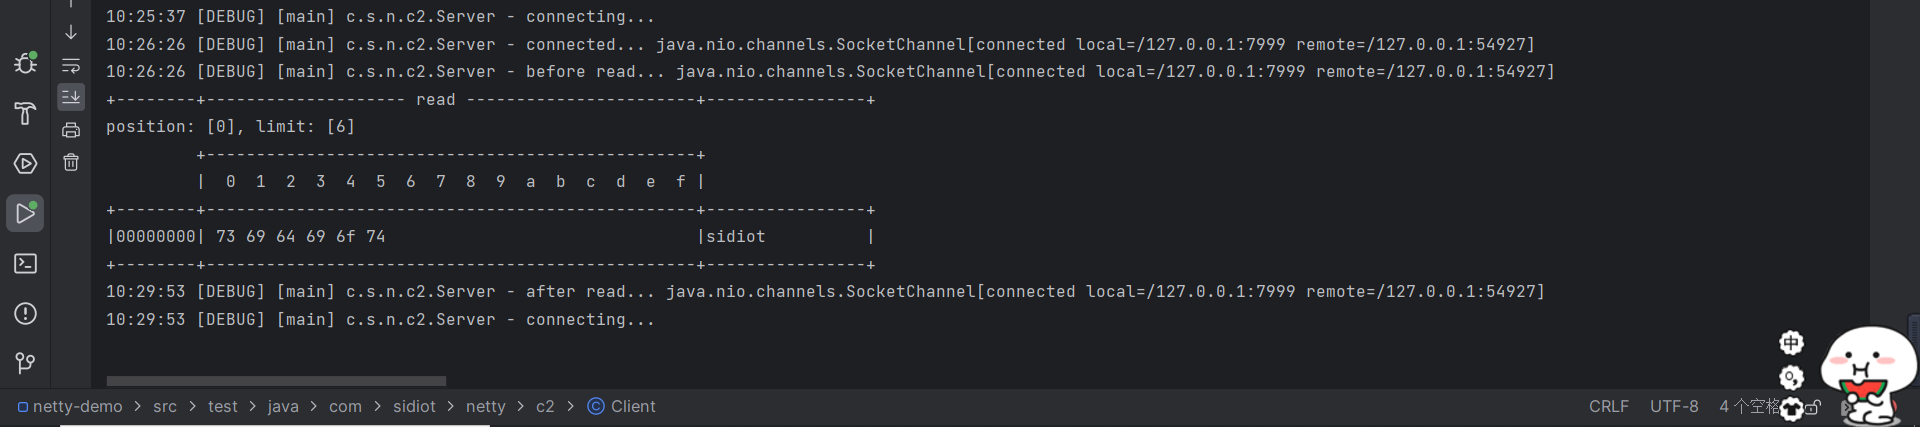 10:25:37 [DEBUG] [main] c.s.n.c2.Server - connecting...
10:26:26 [DEBUG] [main] c.s.n.c2.Server - connected... java.nio.channels.SocketChannel[connected local=/127.0.0.1:7999 remote=/127.0.0.1:54927]
10:26:26 [DEBUG] [main] c.s.n.c2.Server - before read... java.nio.channels.SocketChannel[connected local=/127.0.0.1:7999 remote=/127.0.0.1:54927]
+--------+-------------------- read -----------------------+----------------+
position: [0], limit: [6]
         +-------------------------------------------------+
         |  0  1  2  3  4  5  6  7  8  9  a  b  c  d  e  f |
+--------+-------------------------------------------------+----------------+
|00000000| 73 69 64 69 6f 74                               |sidiot          |
+--------+-------------------------------------------------+----------------+
10:29:53 [DEBUG] [main] c.s.n.c2.Server - after read... java.nio.channels.SocketChannel[connected local=/127.0.0.1:7999 remote=/127.0.0.1:54927]
10:29:53 [DEBUG] [main] c.s.n.c2.Server - connecting...
中
netty-demo > src > test > java > com > sidiot > netty > c2 > Client CRLF UTF-8 4 个空格